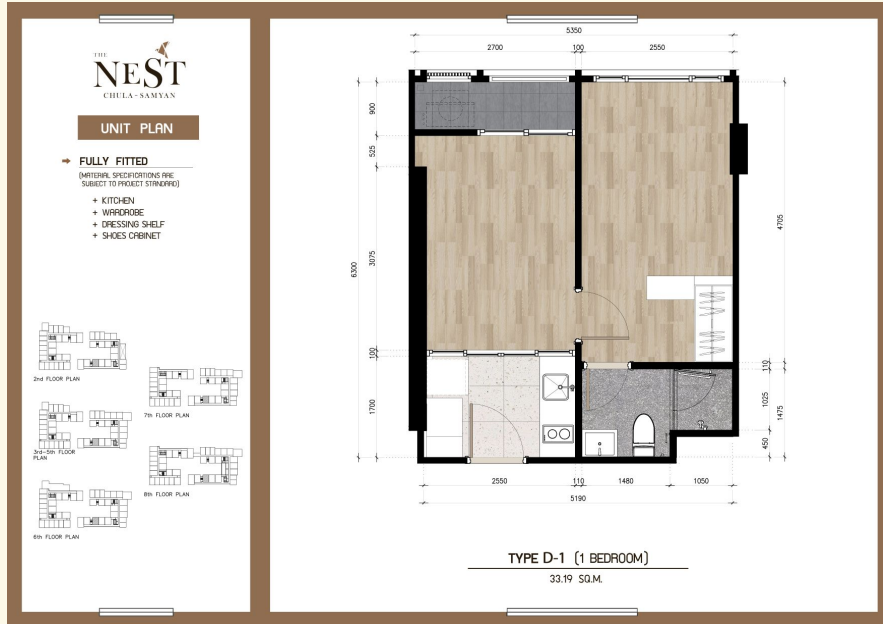 THE
NEST
CHULA - SAMYAN
UNIT PLAN
FULLY FITTED
(MATERIAL SPECIFICATIONS ARE
SUBJECT TO PROJECT STANDARD)
+ KITCHEN
+ WARDROBE
+ DRESSING SHELF
+ SHOES CABINET
2nd FLOOR PLAN
7th FLOOR PLAN
3rd-5th FLOOR
PLAN
8th FLOOR PLAN
6th FLOOR PLAN
5350
2700 100 2550
900
525
3075
6300
100
1700
4705
110
1025
1475
450
2550 110 1480 1050
5190
TYPE D-1 (1 BEDROOM)
33.19 SQ.M.